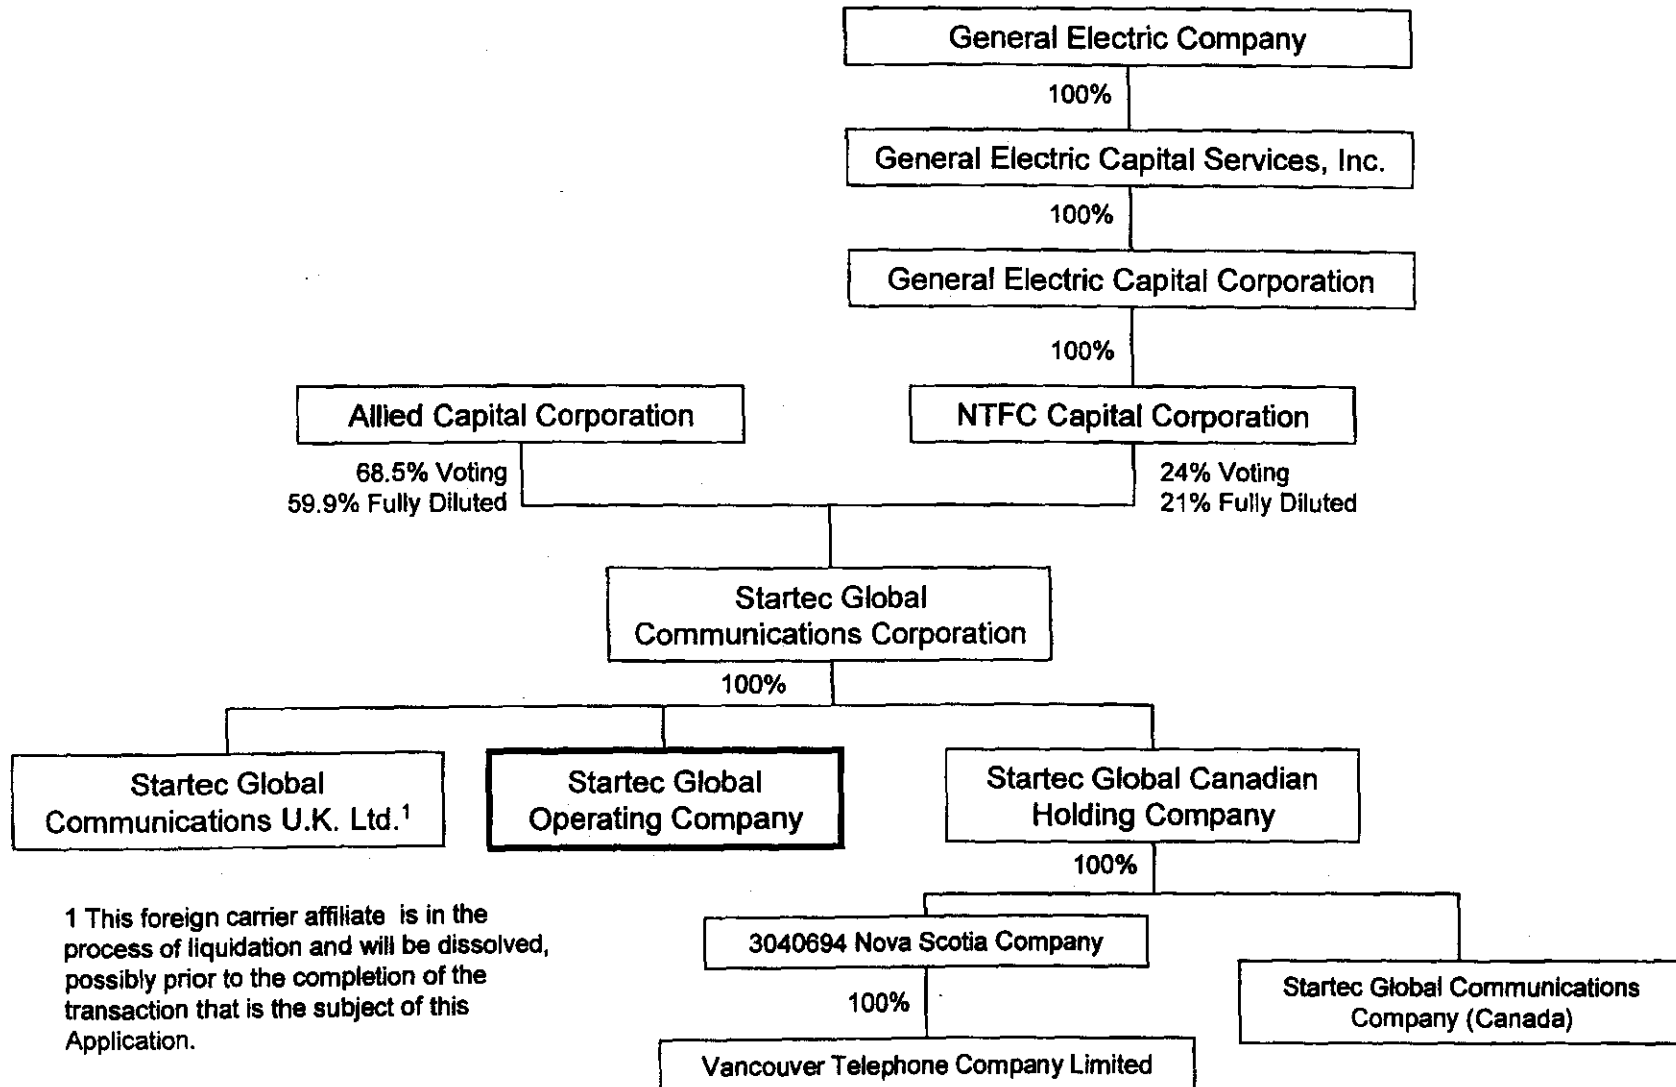 General Electric Company
100%
General Electric Capital Services, Inc.
100%
General Electric Capital Corporation
100%
Allied Capital Corporation
NTFC Capital Corporation
68.5% Voting
59.9% Fully Diluted
24% Voting
21% Fully Diluted
Startec Global
Communications Corporation
100%
Startec Global
Communications U.K. Ltd.1
Startec Global
Operating Company
Startec Global Canadian
Holding Company
100%
1 This foreign carrier affiliate is in the
process of liquidation and will be dissolved,
possibly prior to the completion of the
transaction that is the subject of this
Application.
3040694 Nova Scotia Company
100%
Startec Global Communications
Company (Canada)
Vancouver Telephone Company Limited